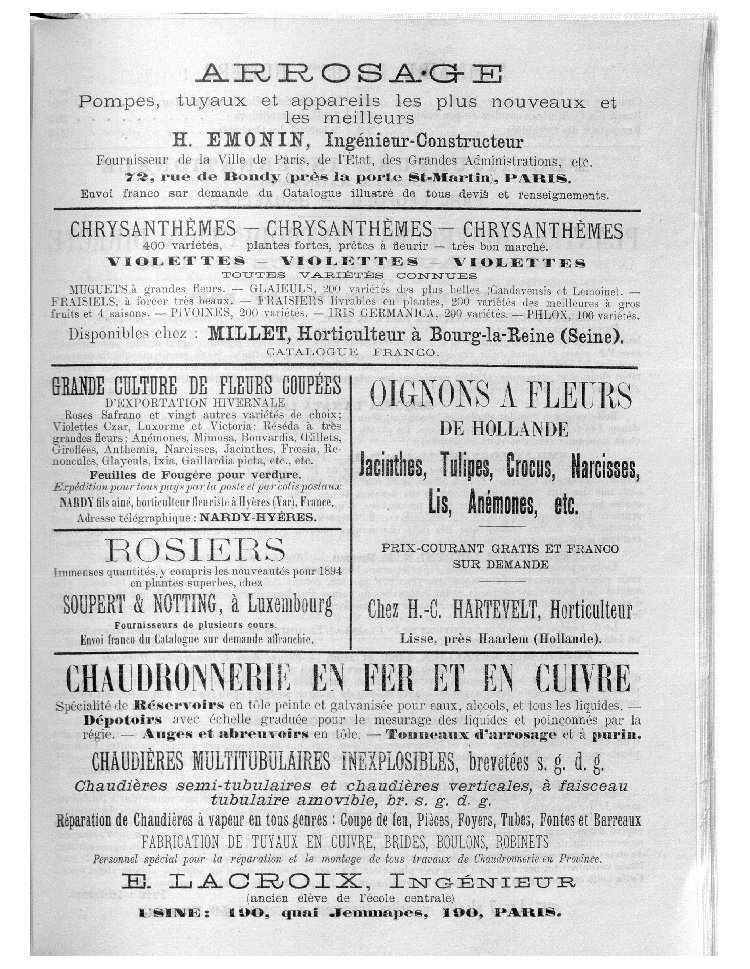 ARROSAGE
Pompes, tuyaux et appareils les plus nouveaux et
les meilleurs
H. EMONIN, Ingénieur-Constructeur
Fournisseur de la Ville de Paris, de l'État, des Grandes Administrations, etc.
72, rue de Bondy (près la porte St-Martin), PARIS.
Envoi franco sur demande du Catalogue illustré de tous devis et renseignements.
CHRYSANTHÈMES — CHRYSANTHÈMES — CHRYSANTHÈMES
400 variétés, plantes fortes, prêtes à fleurir — très bon marché.
VIOLETTES — VIOLETTES — VIOLETTES
TOUTES VARIÉTÉS CONNUES
MUGUETS à grandes fleurs. — GLAIEULS, 200 variétés des plus belles (Gandavensis et Lemoine). —
FRAISIELS, à forcer très beaux. — FRAISIERS livrables en plantes, 200 variétés des meilleures à gros
fruits et 4 saisons. — PIVOINES, 200 variétés. — IRIS GERMANICA, 200 variétés. — PHLOX, 100 variétés.
Disponibles chez : MILLET, Horticulteur à Bourg-la-Reine (Seine).
CATALOGUE FRANCO.
GRANDE CULTURE DE FLEURS COUPÉES
D'EXPORTATION HIVERNALE
Roses Safrano et vingt autres variétés de choix;
Violettes Czar, Luxorme et Victoria; Réséda à très
grandes fleurs; Anémones, Mimosa, Bouvardia, Œillets,
Giroflées, Anthemis, Narcisses, Jacinthes, Frœsia, Re-
noncules, Glayeuls, Ixia, Gaillardia picta, etc., etc.
Feuilles de Fougère pour verdure.
Expédition pour tous pays par la poste et par colis postaux
NARDY fils aîné, horticulteur fleuriste à Hyères (Var), France.
Adresse télégraphique : NARDY-HYÈRES.
ROSIERS
Immenses quantités, y compris les nouveautés pour 1894
en plantes superbes, chez
SOUPERT & NOTTING, à Luxembourg
Fournisseurs de plusieurs cours.
Envoi franco du Catalogue sur demande affranchie.
OIGNONS A FLEURS
DE HOLLANDE
Jacinthes, Tulipes, Crocus, Narcisses,
Lis, Anémones, etc.
PRIX-COURANT GRATIS ET FRANCO
SUR DEMANDE
Chez H.-C. HARTEVELT, Horticulteur
Lisse, près Haarlem (Hollande).
CHAUDRONNERIE EN FER ET EN CUIVRE
Spécialité de Réservoirs en tôle peinte et galvanisée pour eaux, alcools, et tous les liquides. —
Dépotoirs avec échelle graduée pour le mesurage des liquides et poinçonnés par la
régie. — Auges et abreuvoirs en tôle. — Tonneaux d'arrosage et à purin.
CHAUDIÈRES MULTITUBULAIRES INEXPLOSIBLES, brevetées s. g. d. g.
Chaudières semi-tubulaires et chaudières verticales, à faisceau
tubulaire amovible, br. s. g. d. g.
Réparation de Chaudières à vapeur en tous genres : Coupe de feu, Pièces, Foyers, Tubes, Fontes et Barreaux
FABRICATION DE TUYAUX EN CUIVRE, BRIDES, BOULONS, ROBINETS
Personnel spécial pour la réparation et le montage de tous travaux de Chaudronnerie en Province.
E. LACROIX, INGÉNIEUR
(ancien élève de l'école centrale)
USINE: 190, quai Jemmapes, 190, PARIS.